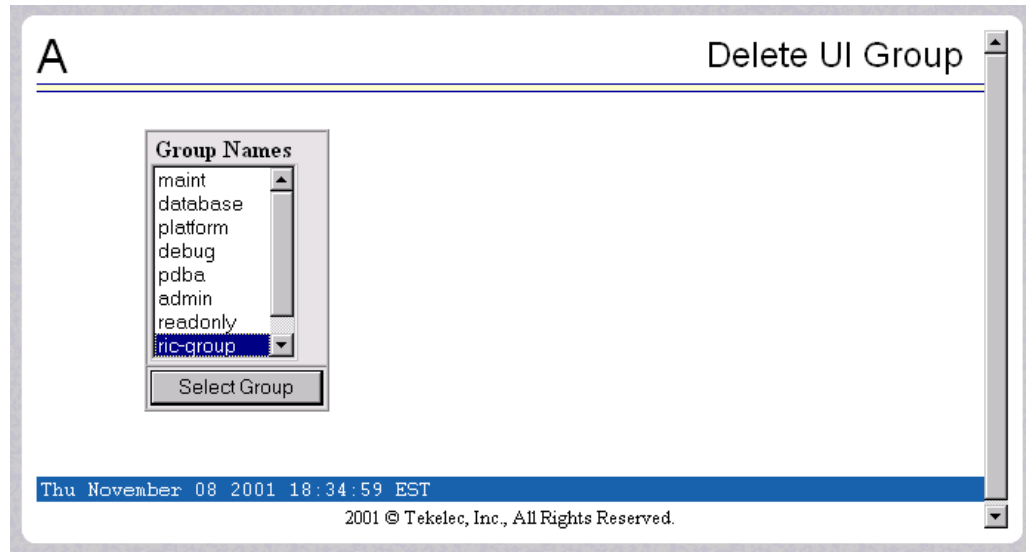 A
Delete UI Group
Group Names
maint
database
platform
debug
pdba
admin
readonly
ric-group
Select Group
Thu November 08 2001 18:34:59 EST
2001 © Tekelec, Inc., All Rights Reserved.